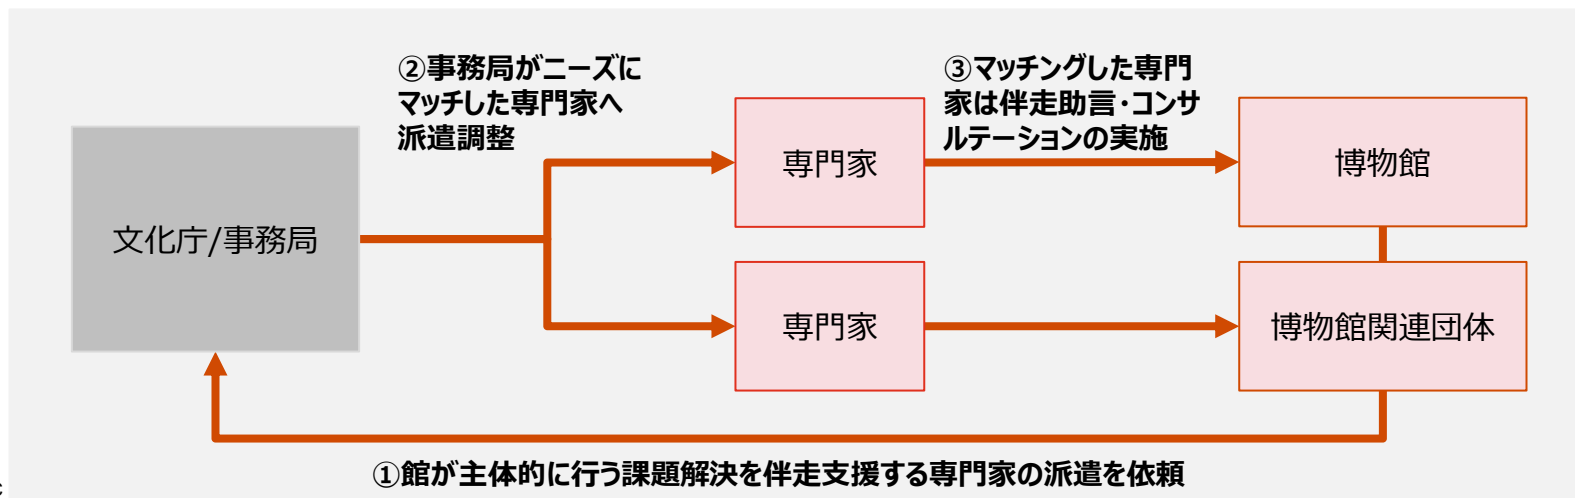 ②事務局がニーズに
マッチした専門家へ
派遣調整
③マッチングした専門
家は伴走助言・コンサ
ルテーションの実施
文化庁/事務局
専門家
博物館
専門家
博物館関連団体
①館が主体的に行う課題解決を伴走支援する専門家の派遣を依頼